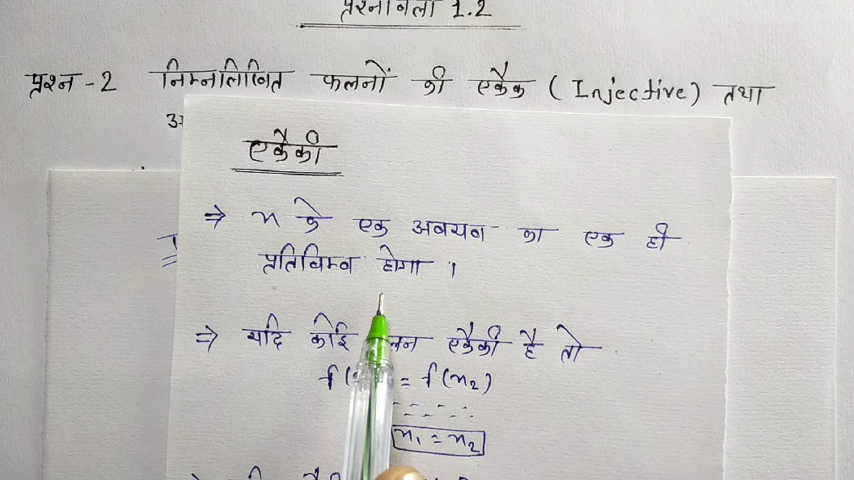 प्रश्नावली 1.2
प्रश्न - 2 निम्नलिखित फलनों की एकैक (Injective) तथा
एकैकी
⇒ x के एक अवयव का एक ही
प्रतिविम्ब होगा ।
⇒ यदि कोई फलन एकैकी है तो
f( = f(x₂)
x₁ = x₂